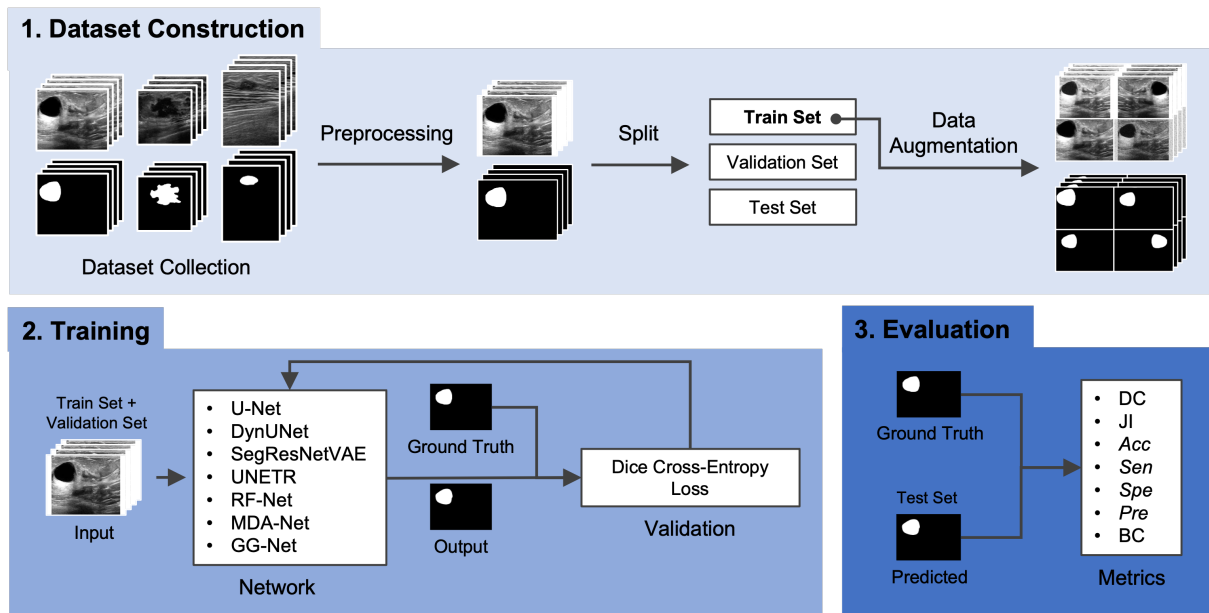 1. Dataset Construction
Preprocessing
Split
Train Set
Validation Set
Test Set
Data
Augmentation
Dataset Collection
2. Training
Train Set +
Validation Set
Input
• U-Net
• DynUNet
• SegResNetVAE
• UNETR
• RF-Net
• MDA-Net
• GG-Net
Network
Ground Truth
Output
Dice Cross-Entropy
Loss
Validation
3. Evaluation
Ground Truth
Test Set
Predicted
• DC
• JI
• Acc
• Sen
• Spe
• Pre
• BC
Metrics